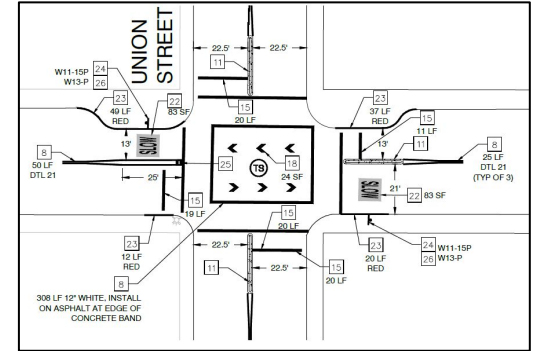 UNION
STREET
22.5'
22.5'
11
15
20 LF
24
W11-15P
26
W13-P
23
49 LF
RED
22
83 SF
13'
SLOW
8
50 LF
DTL 21
25'
25
15
19 LF
23
12 LF
RED
18
24 SF
TS
23
37 LF
RED
15
11 LF
13'
11
8
25 LF
DTL 21
(TYP OF 3)
21'
SLOW
22
83 SF
23
20 LF
RED
24
W11-15P
26
W13-P
15
20 LF
22.5'
22.5'
11
15
20 LF
8
308 LF 12" WHITE, INSTALL
ON ASPHALT AT EDGE OF
CONCRETE BAND